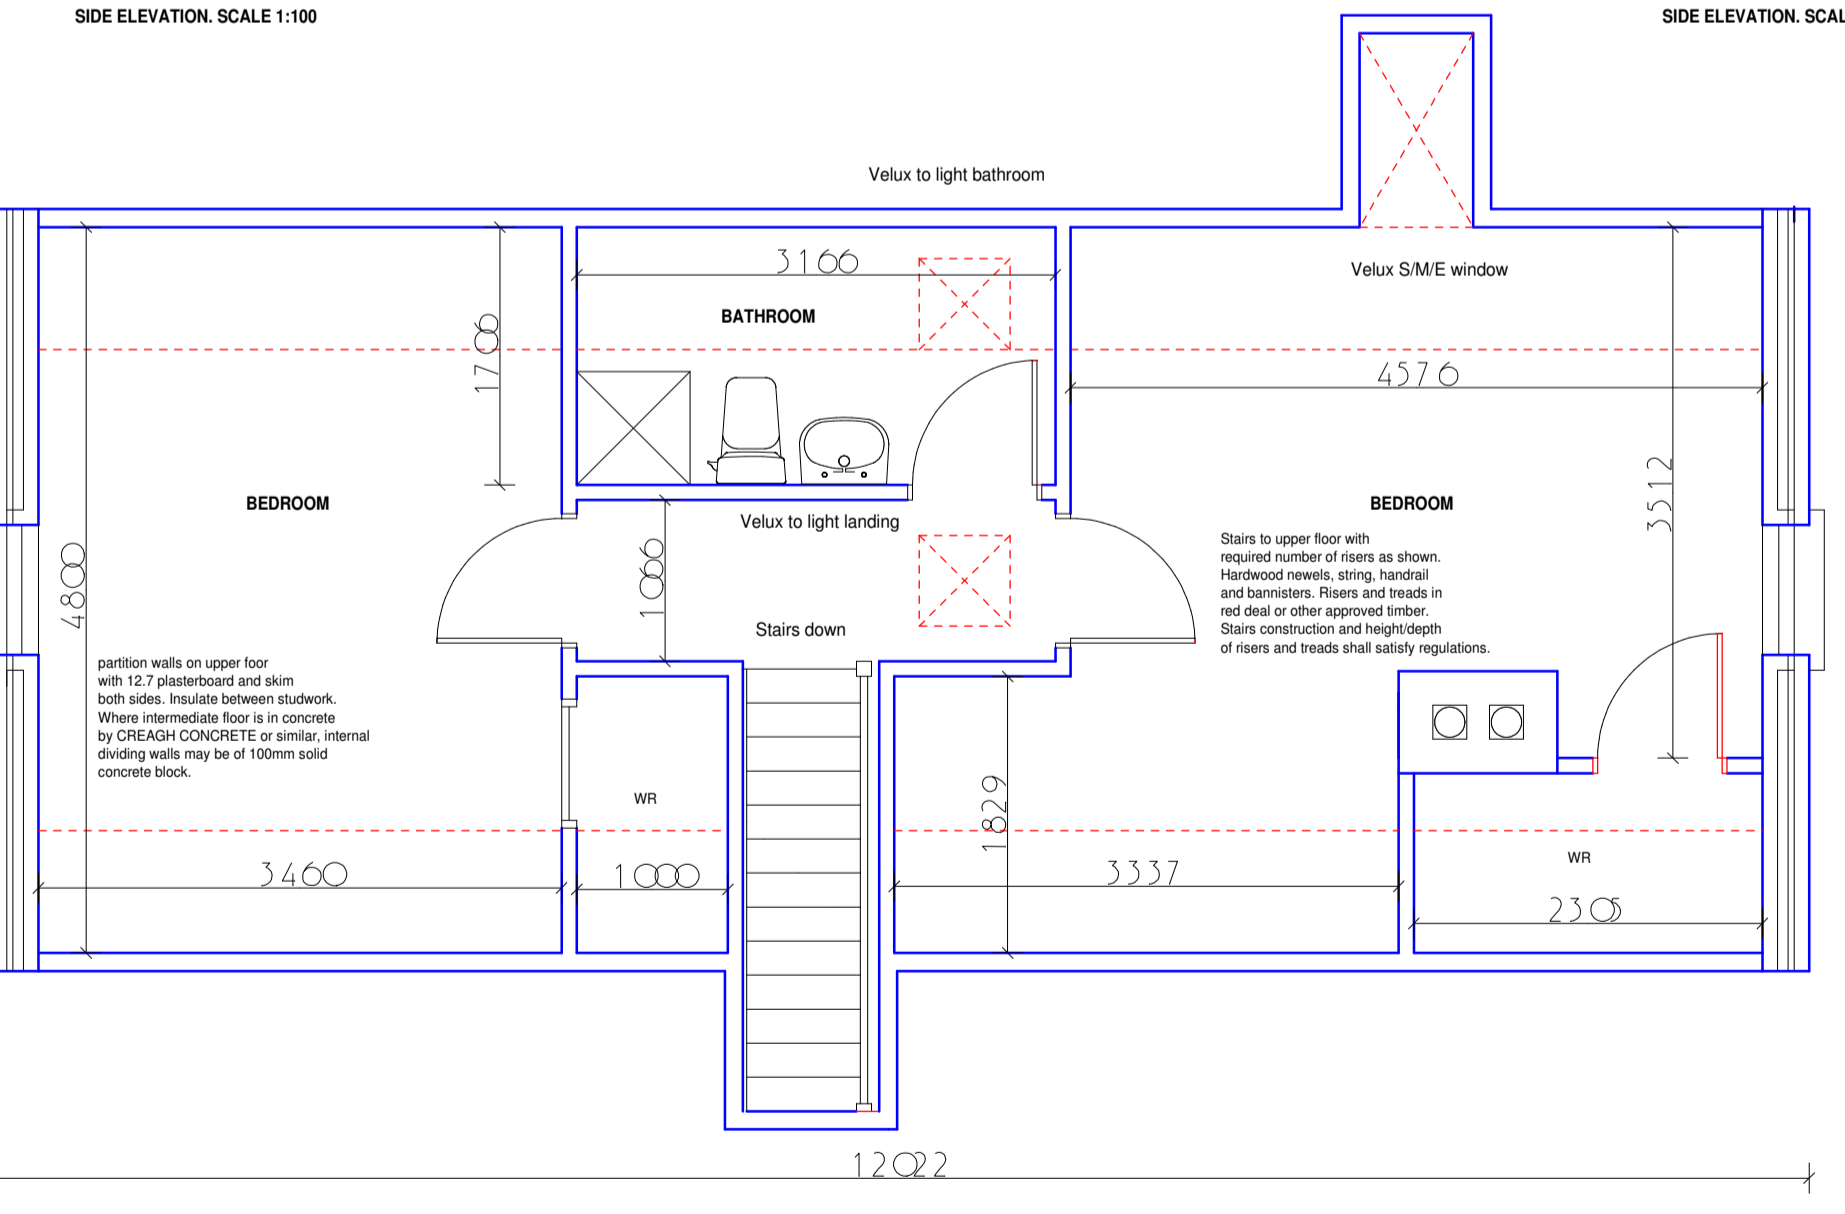 SIDE ELEVATION. SCALE 1:100
SIDE ELEVATION. SCAL
Velux to light bathroom
3166
Velux S/M/E window
BATHROOM
1706
4576
BEDROOM
BEDROOM
3512
Velux to light landing
4800
1066
Stairs to upper floor with
required number of risers as shown.
Hardwood newels, string, handrail
and bannisters. Risers and treads in
red deal or other approved timber.
Stairs construction and height/depth
of risers and treads shall satisfy regulations.
Stairs down
partition walls on upper foor
with 12.7 plasterboard and skim
both sides. Insulate between studwork.
Where intermediate floor is in concrete
by CREAGH CONCRETE or similar, internal
dividing walls may be of 100mm solid
concrete block.
WR
1829
WR
3460
1000
3337
2305
12022